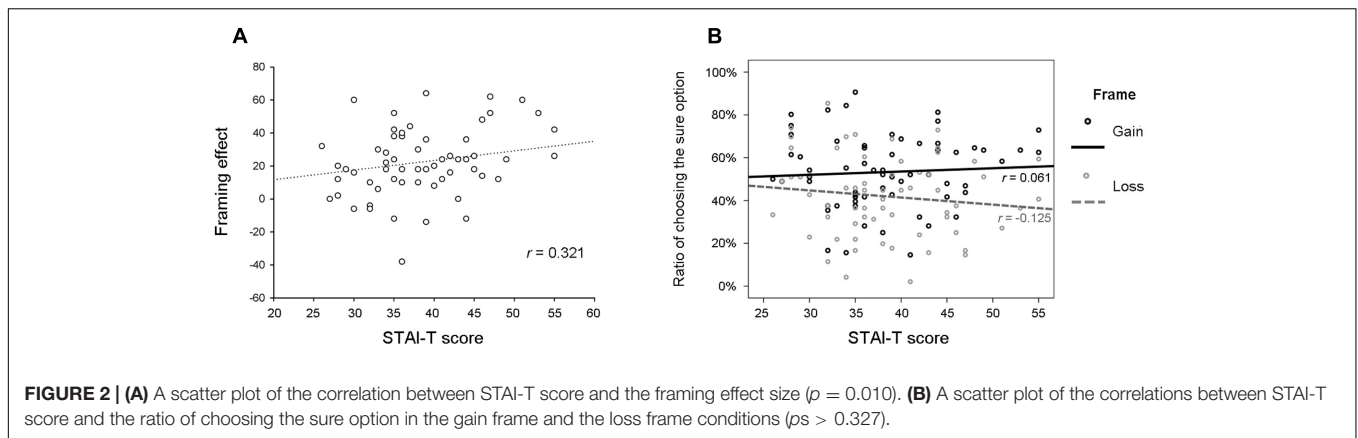 A
B
80
60
40
20
0
-20
-40
-60
20
25
30
35
40
45
50
55
60
Framing effect
STAI-T score
r = 0.321
100%
80%
60%
40%
20%
0%
25
30
35
40
45
50
55
Ratio of choosing the sure option
STAI-T score
r = 0.061
r = -0.125
Frame
Gain
Loss
FIGURE 2 | (A) A scatter plot of the correlation between STAI-T score and the framing effect size (p = 0.010). (B) A scatter plot of the correlations between STAI-T
score and the ratio of choosing the sure option in the gain frame and the loss frame conditions (ps > 0.327).